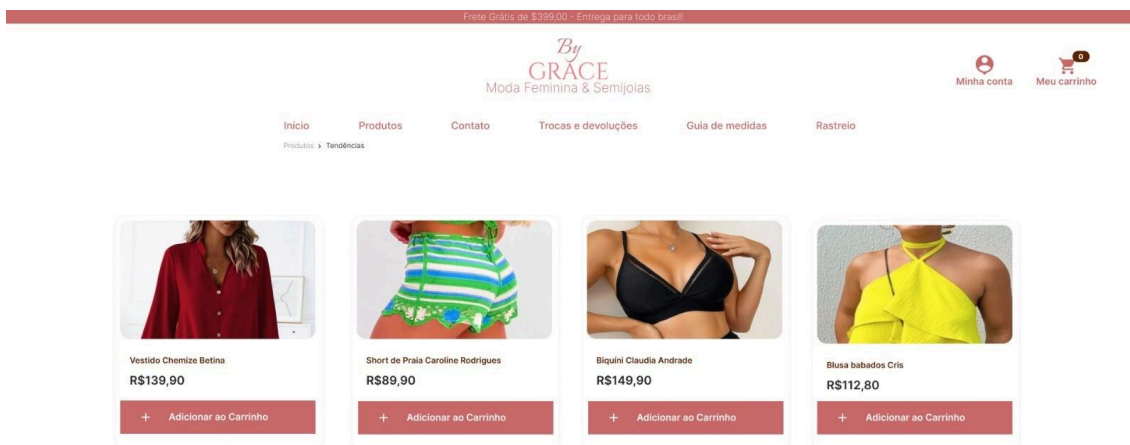 Frete Grátis de $399,00 - Entrega para todo brasil!
By
GRACE
Moda Feminina & Semijoias
Minha conta
0
Meu carrinho
Início Produtos Contato Trocas e devoluções Guia de medidas Rastreio
Produtos > Tendências
Vestido Chemize Betina
R$139,90
+ Adicionar ao Carrinho
Short de Praia Caroline Rodrigues
R$89,90
+ Adicionar ao Carrinho
Biquíni Claudia Andrade
R$149,90
+ Adicionar ao Carrinho
Blusa babados Cris
R$112,80
+ Adicionar ao Carrinho